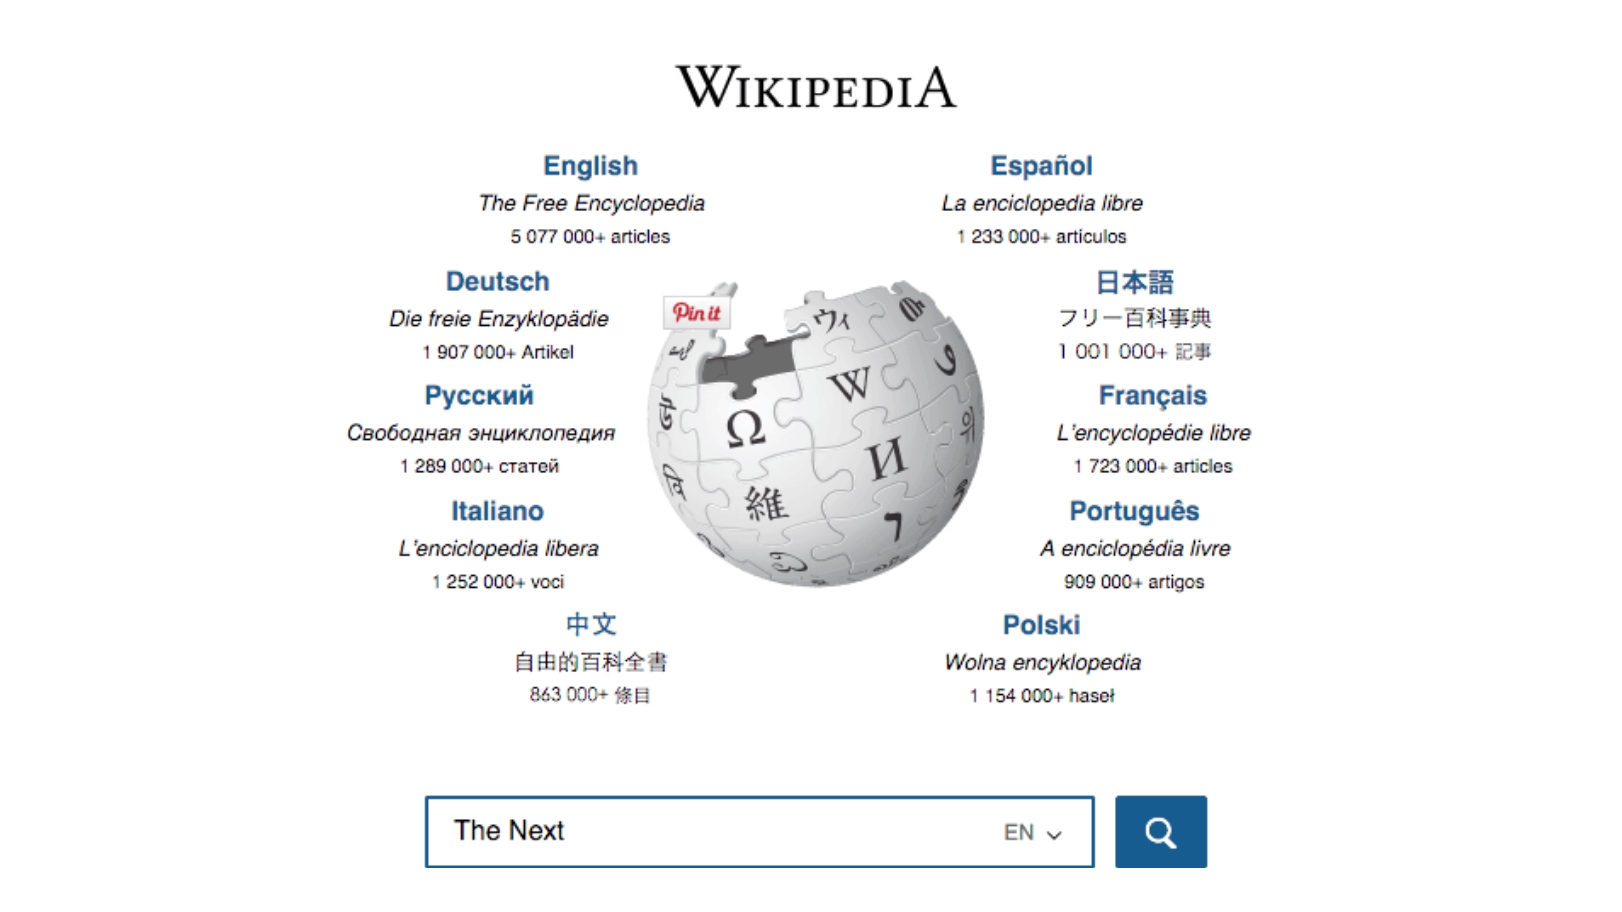 WIKIPEDIA
English
The Free Encyclopedia
5 077 000+ articles
Español
La enciclopedia libre
1 233 000+ artículos
Deutsch
Die freie Enzyklopädie
1 907 000+ Artikel
日本語
フリー百科事典
1 001 000+ 記事
Русский
Свободная энциклопедия
1 289 000+ статей
Français
L'encyclopédie libre
1 723 000+ articles
Italiano
L'enciclopedia libera
1 252 000+ voci
Português
A enciclopédia livre
909 000+ artigos
中文
自由的百科全書
863 000+ 條目
Polski
Wolna encyklopedia
1 154 000+ haseł
Pin it
ウィ
W
Ω
И
維
The Next
EN